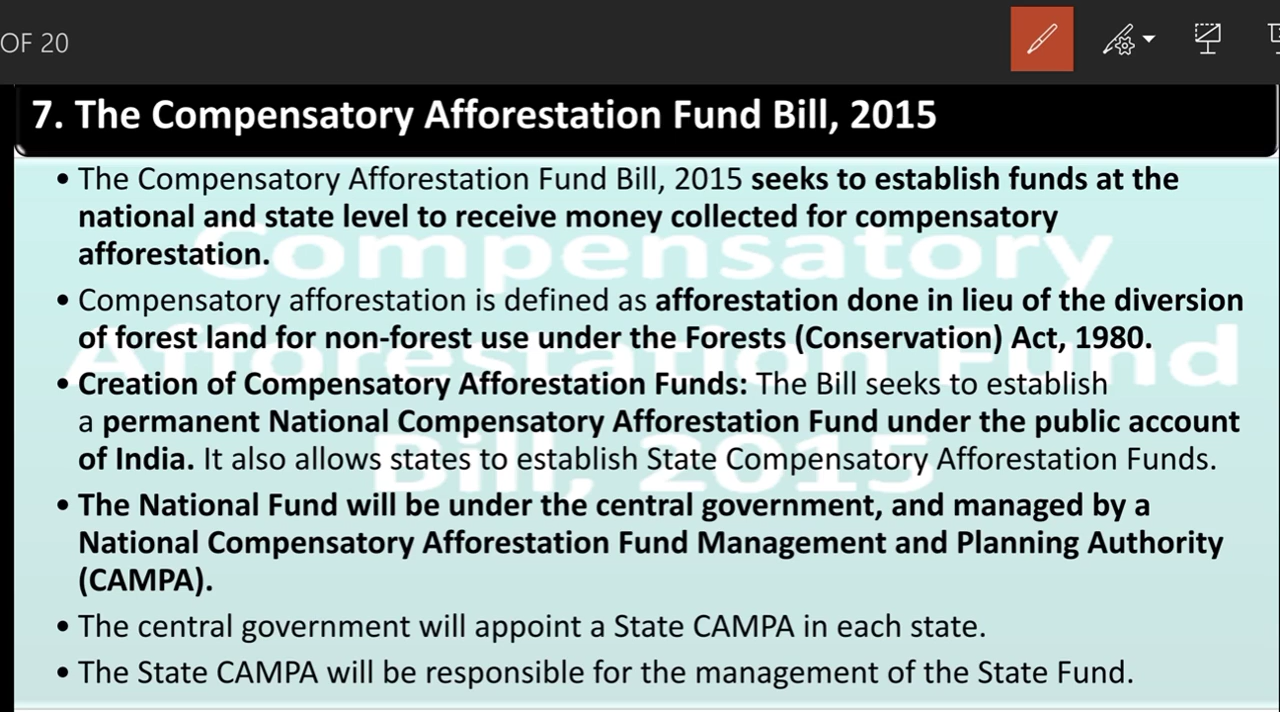 OF 20
7. The Compensatory Afforestation Fund Bill, 2015
• The Compensatory Afforestation Fund Bill, 2015 seeks to establish funds at the
national and state level to receive money collected for compensatory
afforestation.
• Compensatory afforestation is defined as afforestation done in lieu of the diversion
of forest land for non-forest use under the Forests (Conservation) Act, 1980.
• Creation of Compensatory Afforestation Funds: The Bill seeks to establish
a permanent National Compensatory Afforestation Fund under the public account
of India. It also allows states to establish State Compensatory Afforestation Funds.
• The National Fund will be under the central government, and managed by a
National Compensatory Afforestation Fund Management and Planning Authority
(CAMPA).
• The central government will appoint a State CAMPA in each state.
• The State CAMPA will be responsible for the management of the State Fund.
Compensatory
Afforestation Fund
Bill, 2015